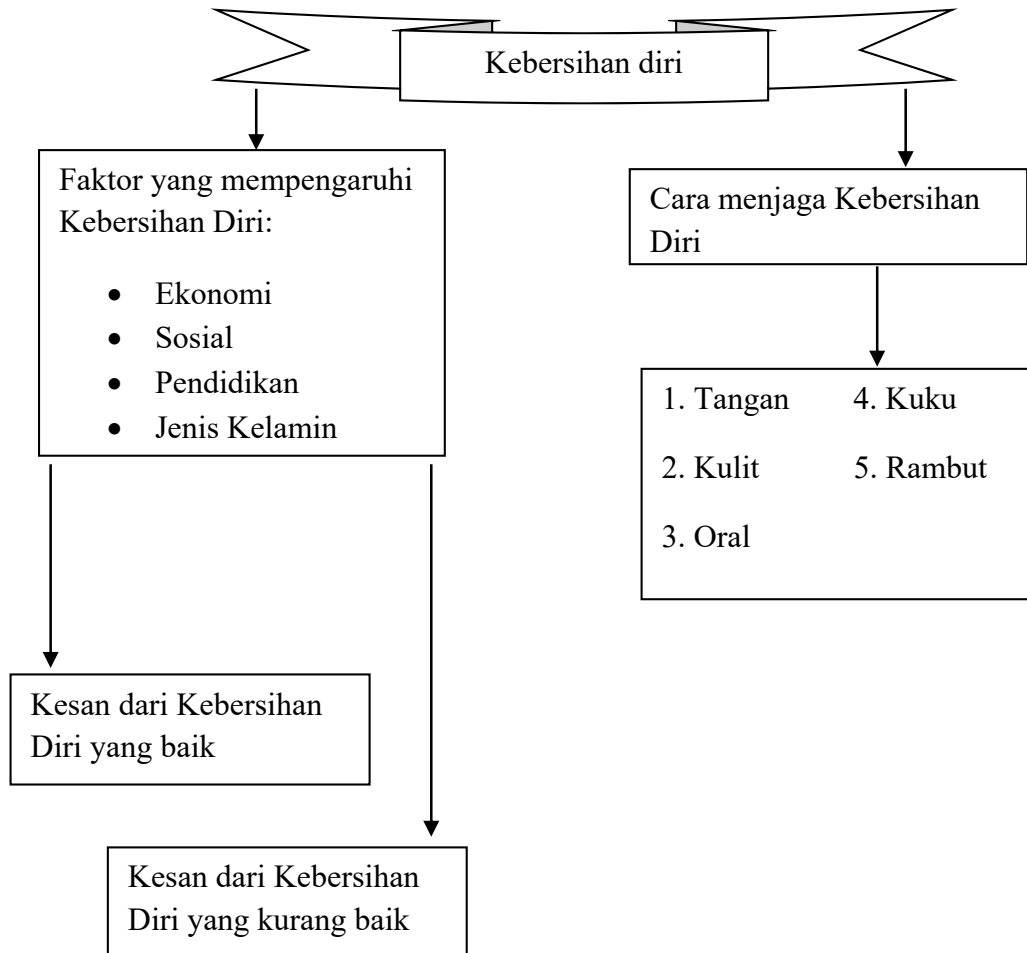 Kebersihan diri
Faktor yang mempengaruhi
Kebersihan Diri:
• Ekonomi
• Sosial
• Pendidikan
• Jenis Kelamin
Cara menjaga Kebersihan
Diri
1. Tangan 4. Kuku
2. Kulit 5. Rambut
3. Oral
Kesan dari Kebersihan
Diri yang baik
Kesan dari Kebersihan
Diri yang kurang baik